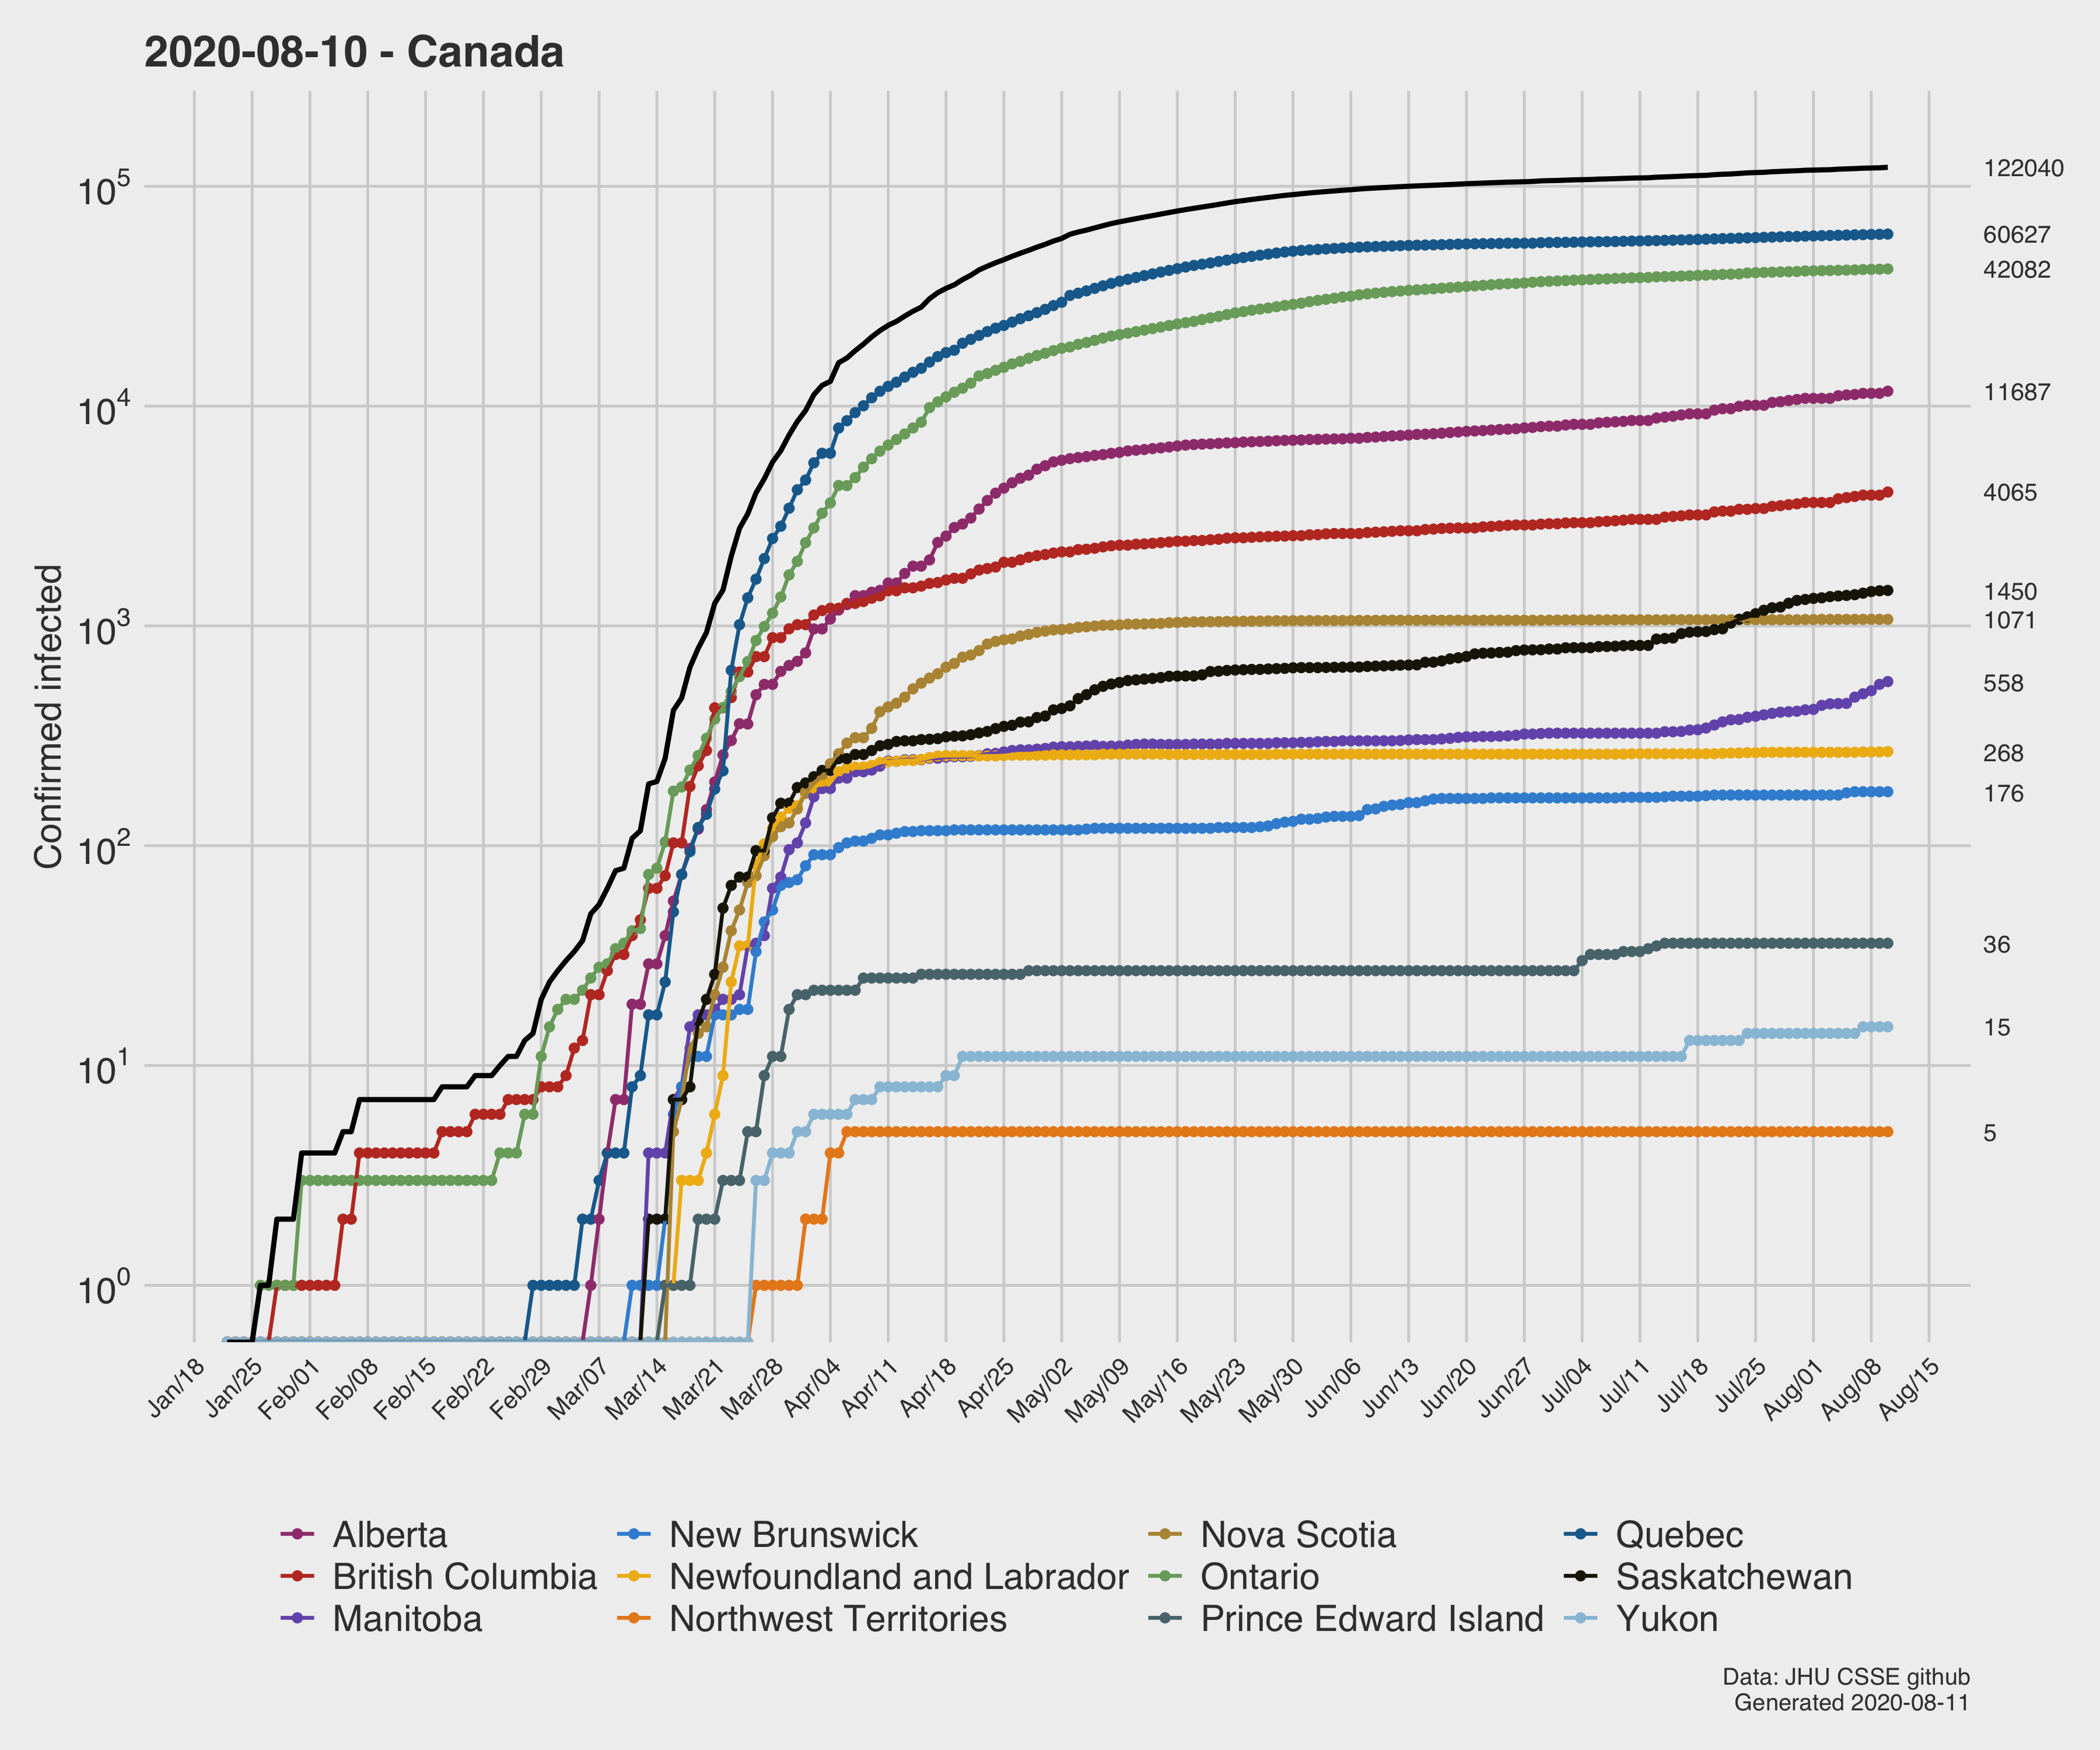 2020-08-10 - Canada
Confirmed infected
10^5
10^4
10^3
10^2
10^1
10^0
122040
60627
42082
11687
4065
1450
1071
558
268
176
36
15
5
Jan/18 Jan/25 Feb/01 Feb/08 Feb/15 Feb/22 Feb/29 Mar/07 Mar/14 Mar/21 Mar/28 Apr/04 Apr/11 Apr/18 Apr/25 May/02 May/09 May/16 May/23 May/30 Jun/06 Jun/13 Jun/20 Jun/27 Jul/04 Jul/11 Jul/18 Jul/25 Aug/01 Aug/08 Aug/15
Alberta New Brunswick Nova Scotia Quebec
British Columbia Newfoundland and Labrador Ontario Saskatchewan
Manitoba Northwest Territories Prince Edward Island Yukon
Data: JHU CSSE github
Generated 2020-08-11